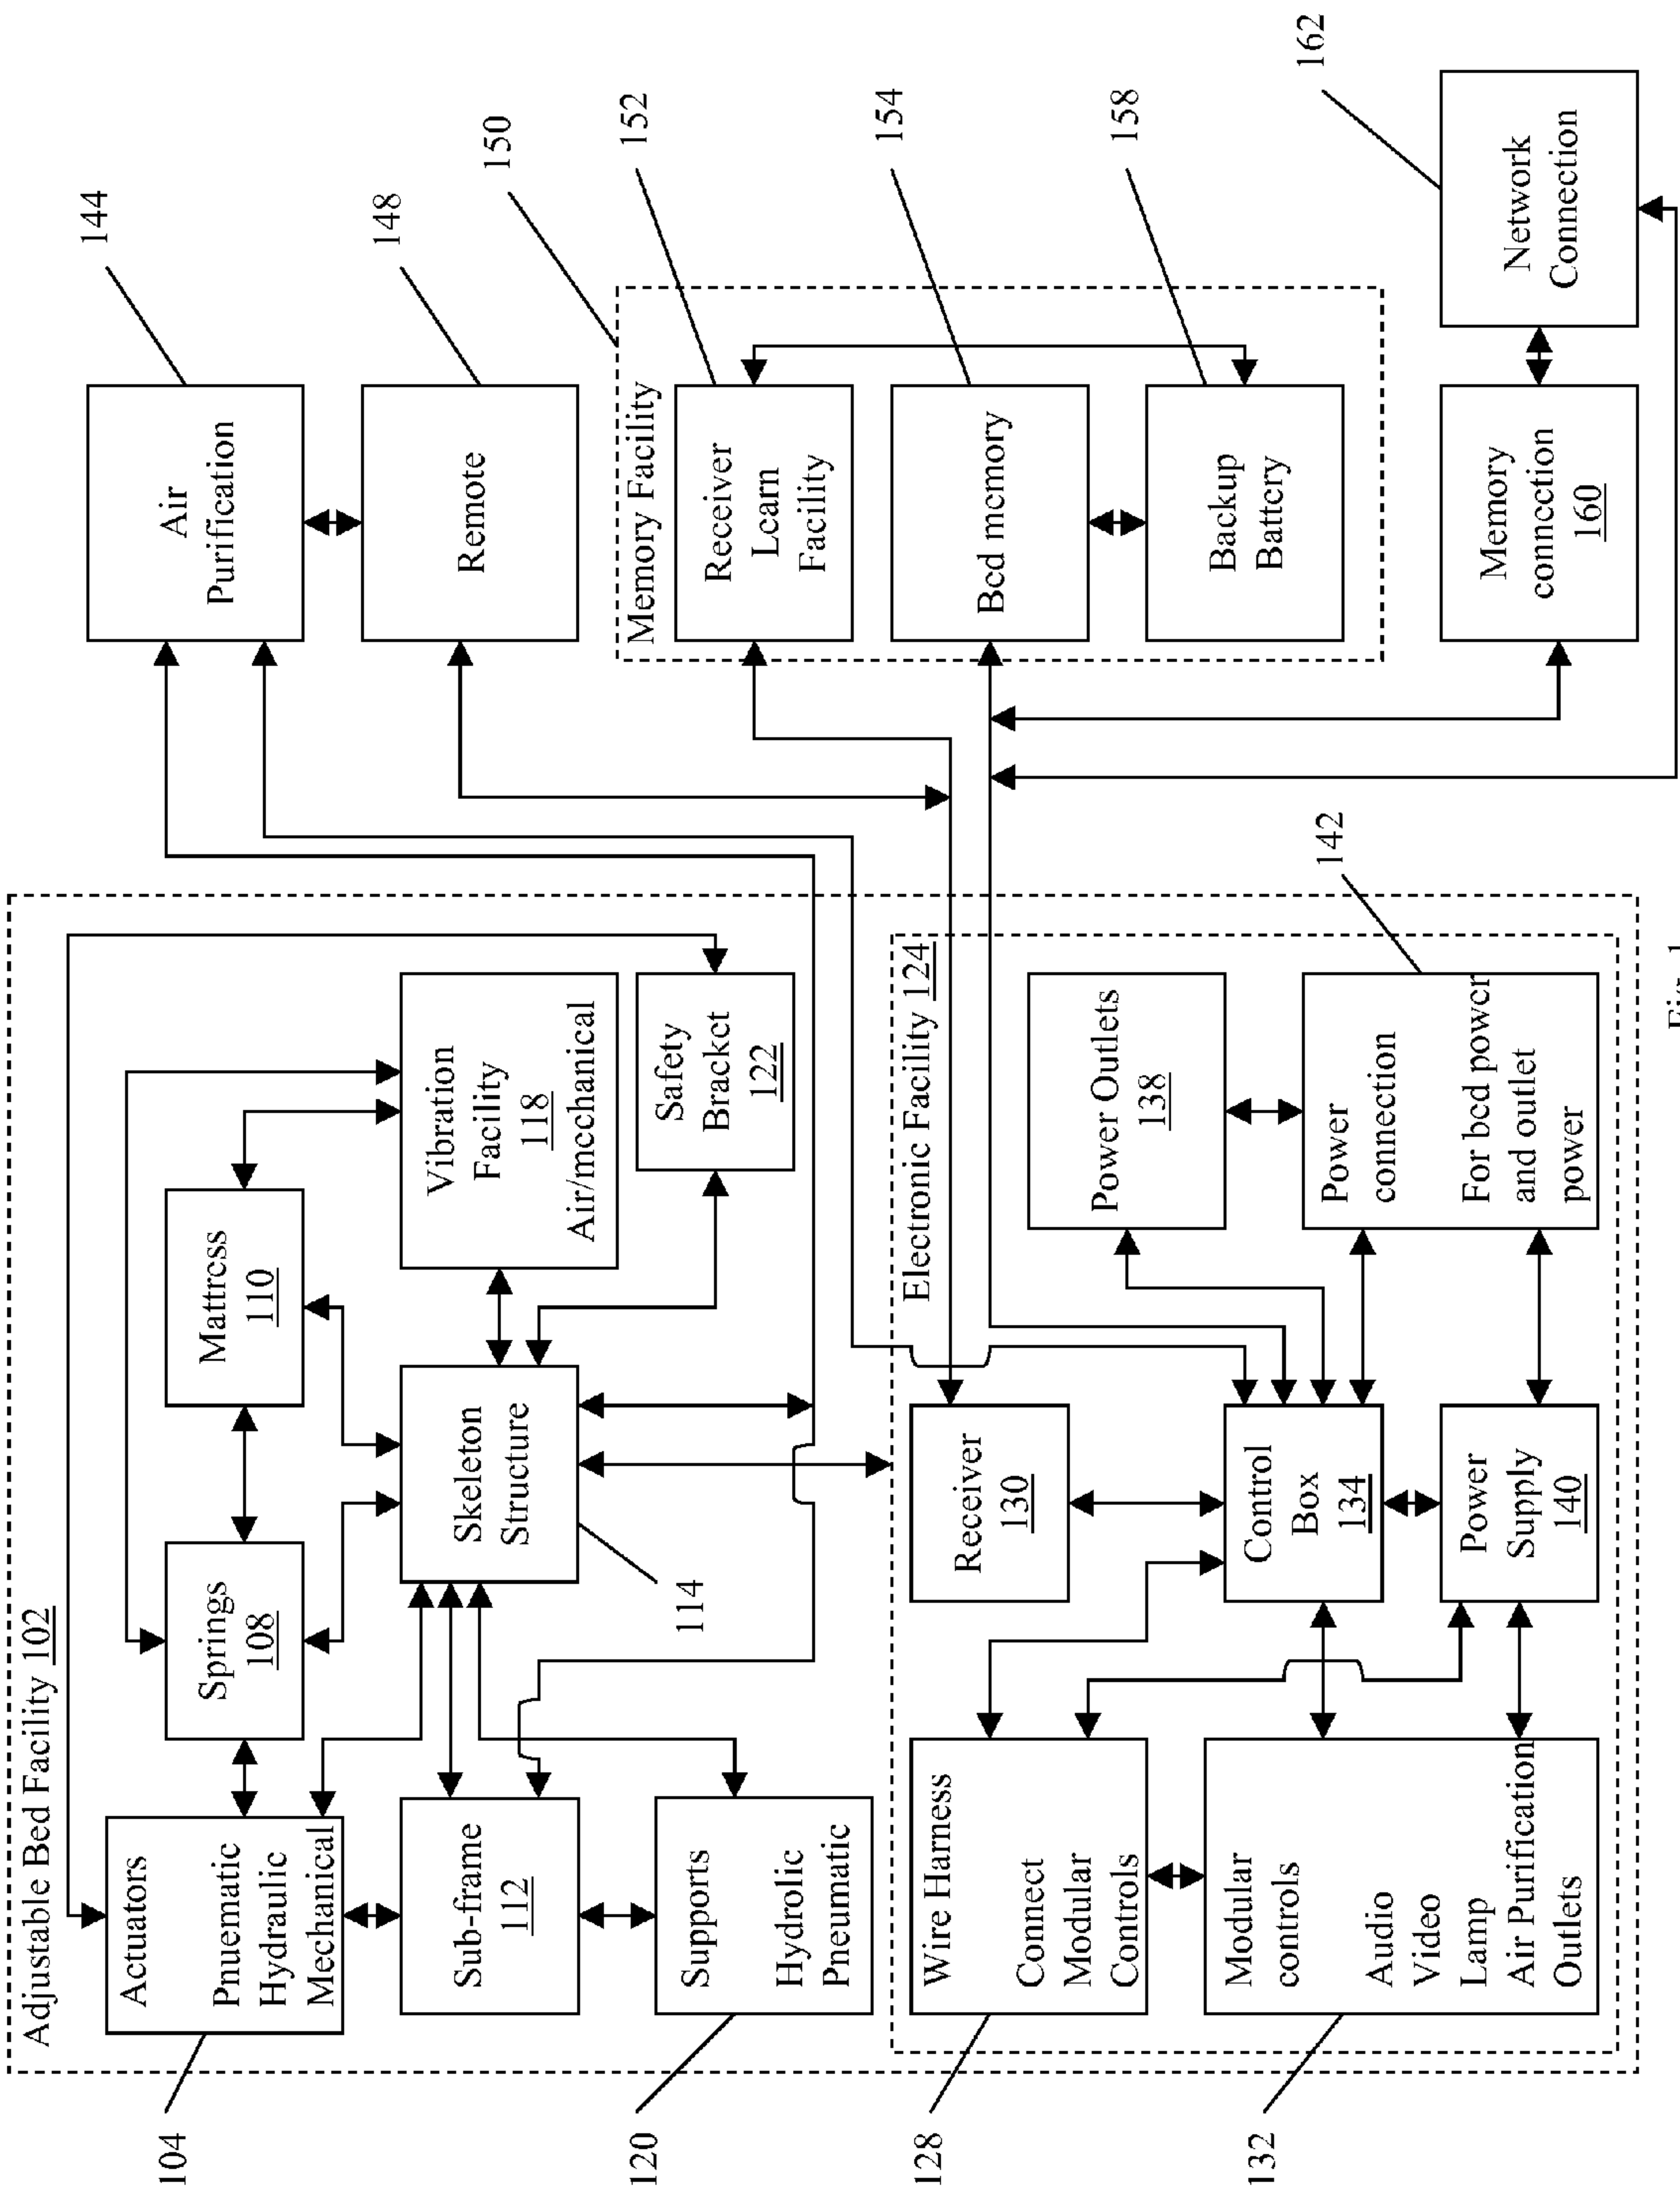 Adjustable Bed Facility 102
104
Actuators
Pnuematic
Hydraulic
Mechanical
Springs
108
Mattress
110
Sub-frame
112
Skeleton
Structure
114
Vibration
Facility
118
Air/mechanical
120
Supports
Hydrolic
Pneumatic
Safety
Bracket
122
Electronic Facility 124
128
Wire Harness
Connect
Modular
Controls
Receiver
130
Power Outlets
138
132
Modular
controls
Audio
Video
Lamp
Air Purification
Outlets
Control
Box
134
Power
Supply
140
142
Power
connection
For bed power
and outlet
power
144
Air
Purification
148
Remote
150
Memory Facility
152
Receiver
Learn
Facility
154
Bed memory
158
Backup
Battery
Memory
connection
160
162
Network
Connection
Fig. 1